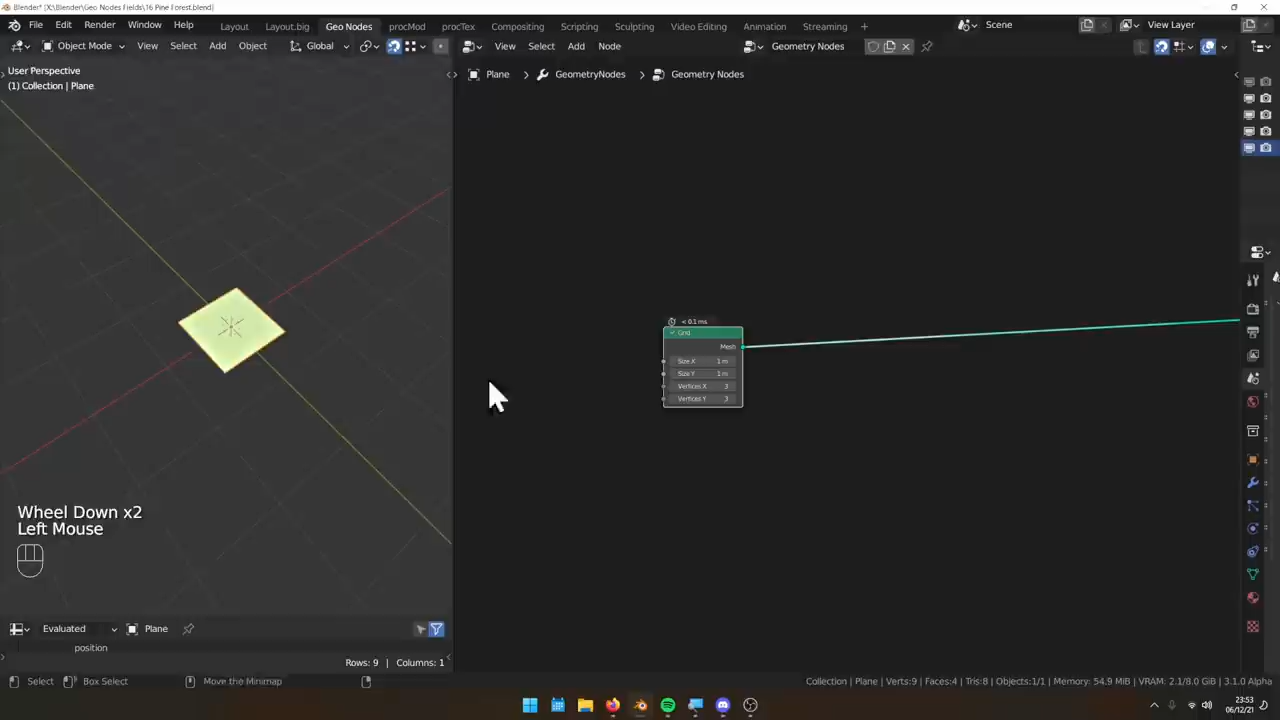 Blender* [X:\Blender\Geo Nodes Fields\16 Pine Forest.blend]
File Edit Render Window Help Layout Layout.big Geo Nodes procMod procTex Compositing Scripting Sculpting Video Editing Animation Streaming + Scene View Layer
Object Mode View Select Add Object Global View Select Add Node Geometry Nodes
User Perspective
(1) Collection | Plane
Plane > GeometryNodes > Geometry Nodes
< 0.1 ms
Grid
Mesh
Size X 1 m
Size Y 1 m
Vertices X 3
Vertices Y 3
Wheel Down x2
Left Mouse
Evaluated Plane
position
Rows: 9 | Columns: 1
Select Box Select Move the Minimap Collection | Plane | Verts:9 | Faces:4 | Tris:8 | Objects:1/1 | Memory: 54.9 MiB | VRAM: 2.1/8.0 GiB | 3.1.0 Alpha
23:53
06/12/21